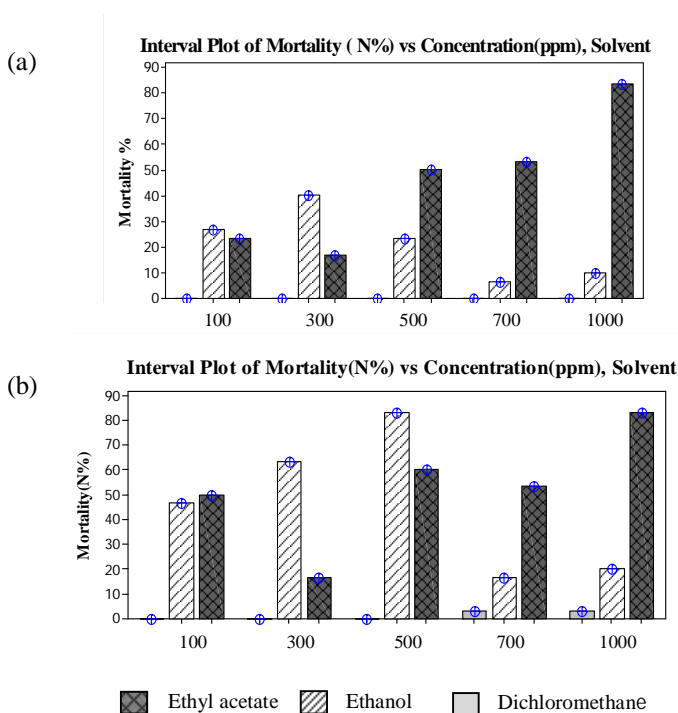 (a)
Interval Plot of Mortality ( N%) vs Concentration(ppm), Solvent
Mortality %
90
80
70
60
50
40
30
20
10
0
100 300 500 700 1000
(b)
Interval Plot of Mortality(N%) vs Concentration(ppm), Solvent
Mortality(N%)
90
80
70
60
50
40
30
20
10
0
100 300 500 700 1000
Ethyl acetate Ethanol Dichloromethane